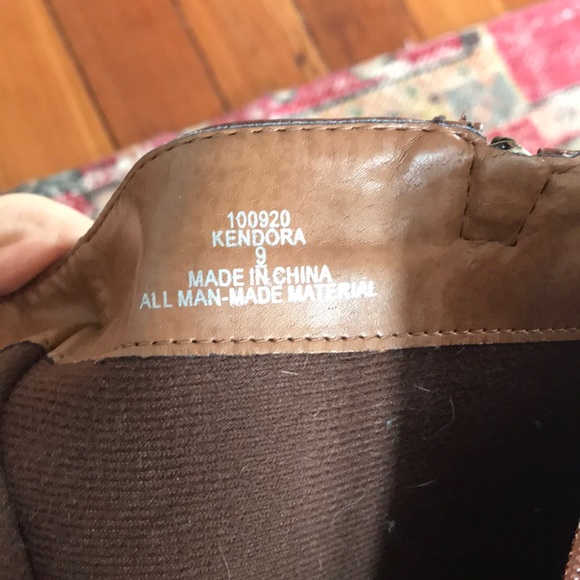 100920
KENDORA
9
MADE IN CHINA
ALL MAN-MADE MATERIAL